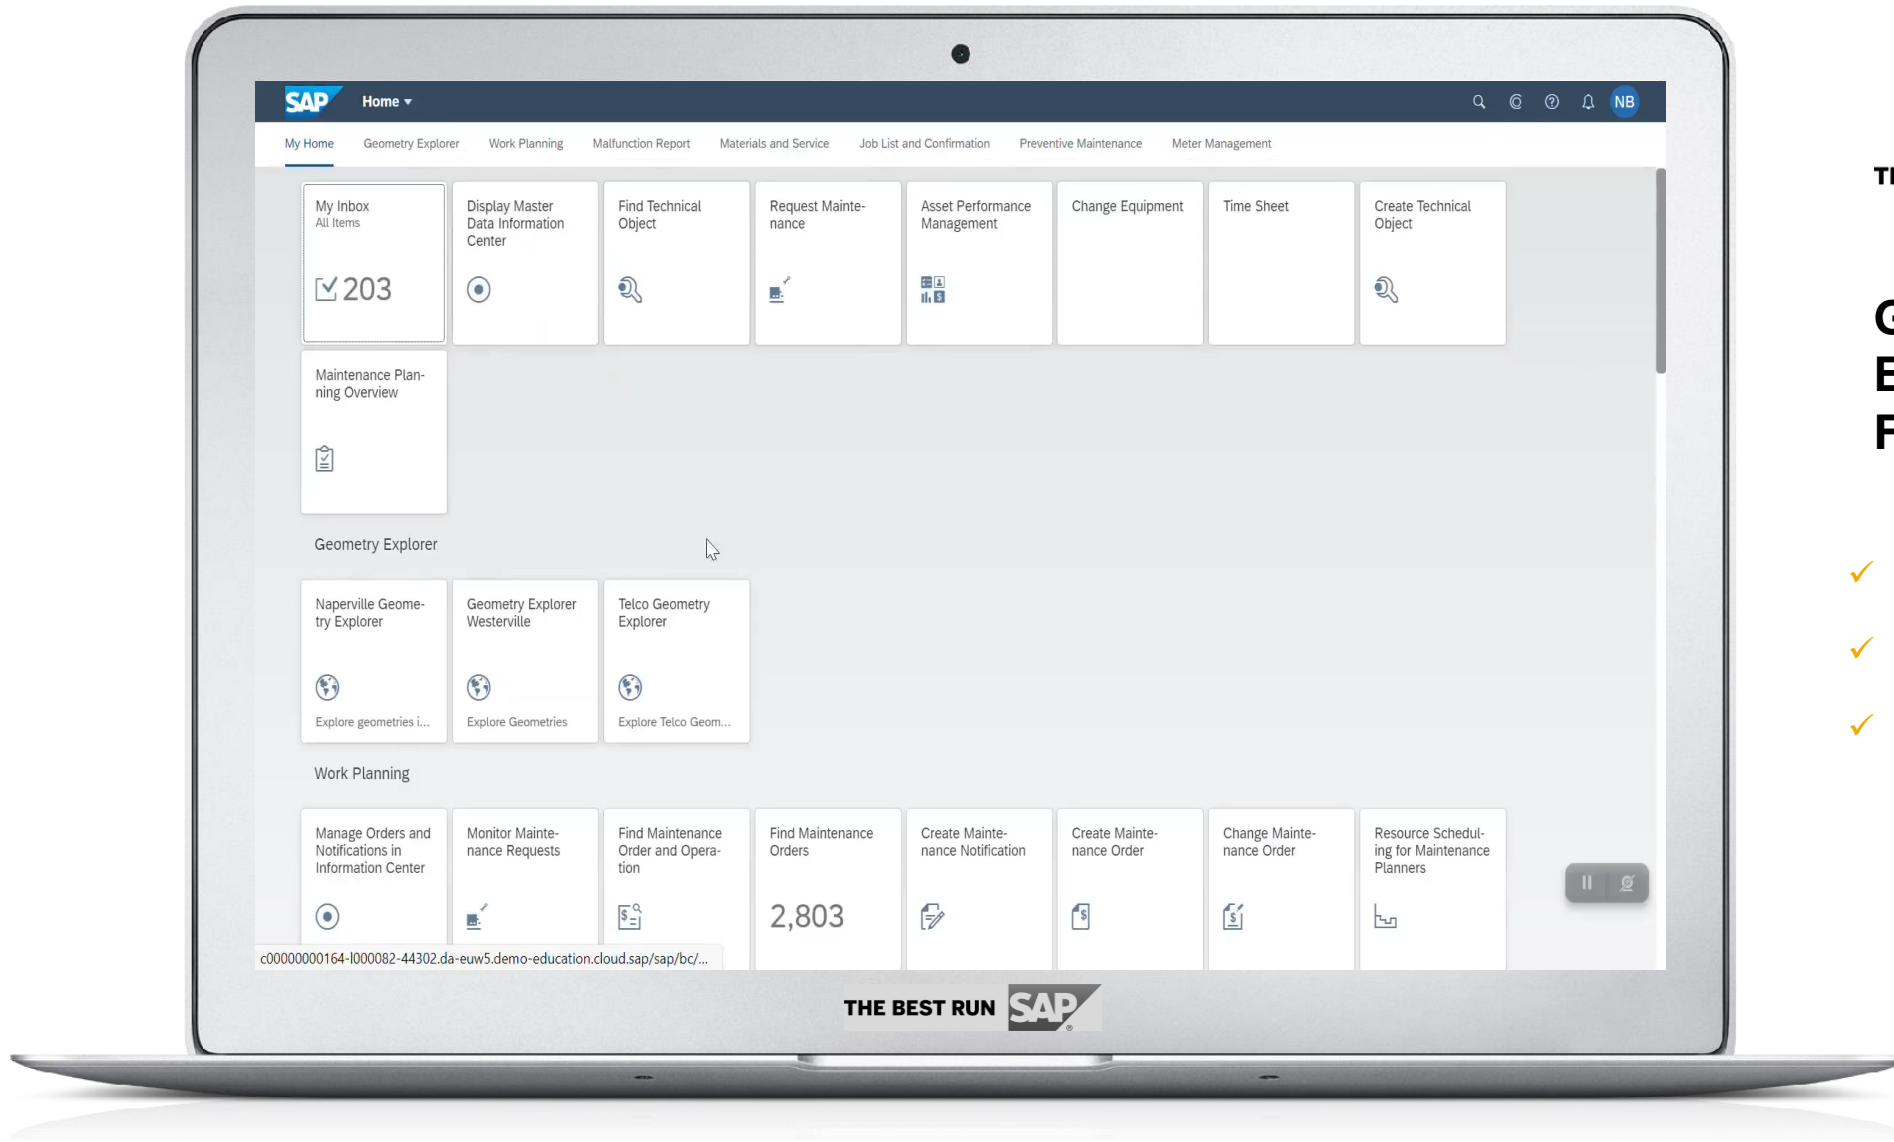 SAP Home
NB
My Home Geometry Explorer Work Planning Malfunction Report Materials and Service Job List and Confirmation Preventive Maintenance Meter Management
My Inbox
All Items
203
Display Master
Data Information
Center
Find Technical
Object
Request Mainte-
nance
Asset Performance
Management
Change Equipment
Time Sheet
Create Technical
Object
Maintenance Plan-
ning Overview
Geometry Explorer
Naperville Geome-
try Explorer
Explore geometries i...
Geometry Explorer
Westerville
Explore Geometries
Telco Geometry
Explorer
Explore Telco Geom...
Work Planning
Manage Orders and
Notifications in
Information Center
Monitor Mainte-
nance Requests
Find Maintenance
Order and Opera-
tion
Find Maintenance
Orders
2,803
Create Mainte-
nance Notification
Create Mainte-
nance Order
Change Mainte-
nance Order
Resource Schedul-
ing for Maintenance
Planners
c00000000164-l000082-44302.da-euw5.demo-education.cloud.sap/sap/bc/...
THE BEST RUN SAP®
G
E
F